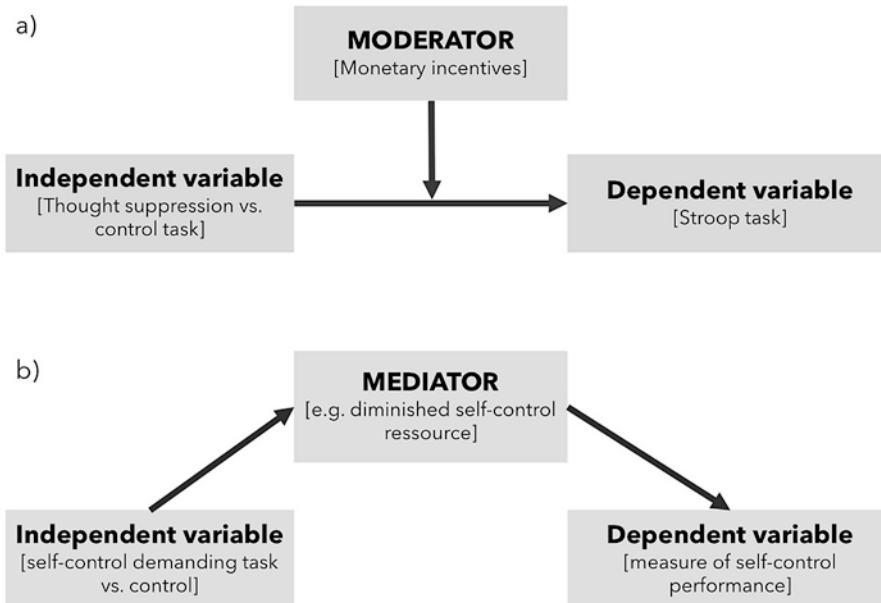 a)
MODERATOR
[Monetary incentives]
Independent variable
[Thought suppression vs.
control task]
Dependent variable
[Stroop task]
b)
MEDIATOR
[e.g. diminished self-control
ressource]
Independent variable
[self-control demanding task
vs. control]
Dependent variable
[measure of self-control
performance]